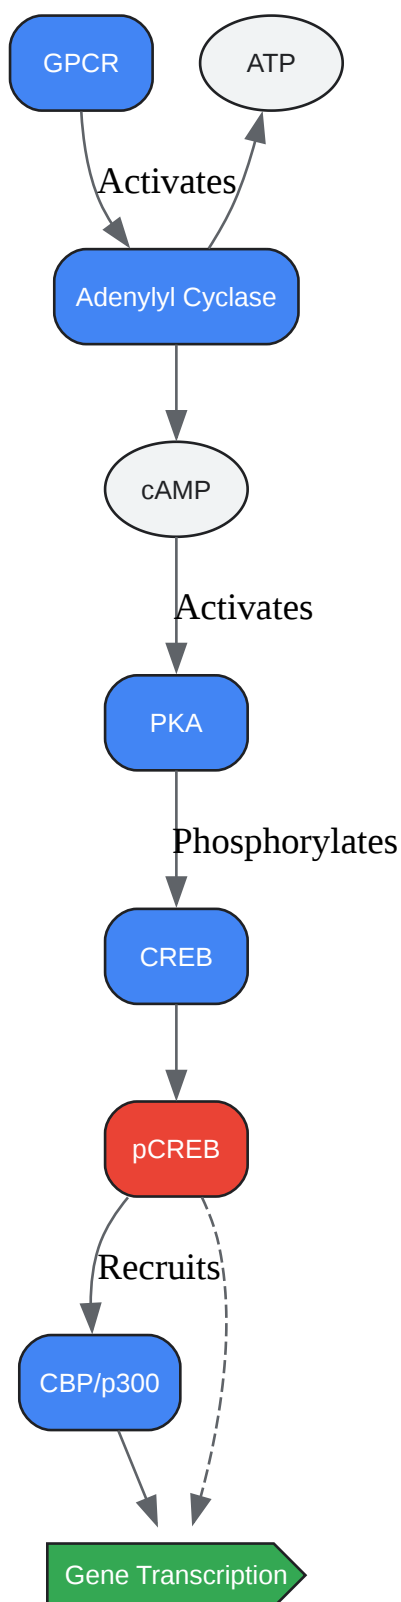 GPCR
ATP
Activates
Adenylyl Cyclase
cAMP
Activates
PKA
Phosphorylates
CREB
pCREB
Recruits
CBP/p300
Gene Transcription